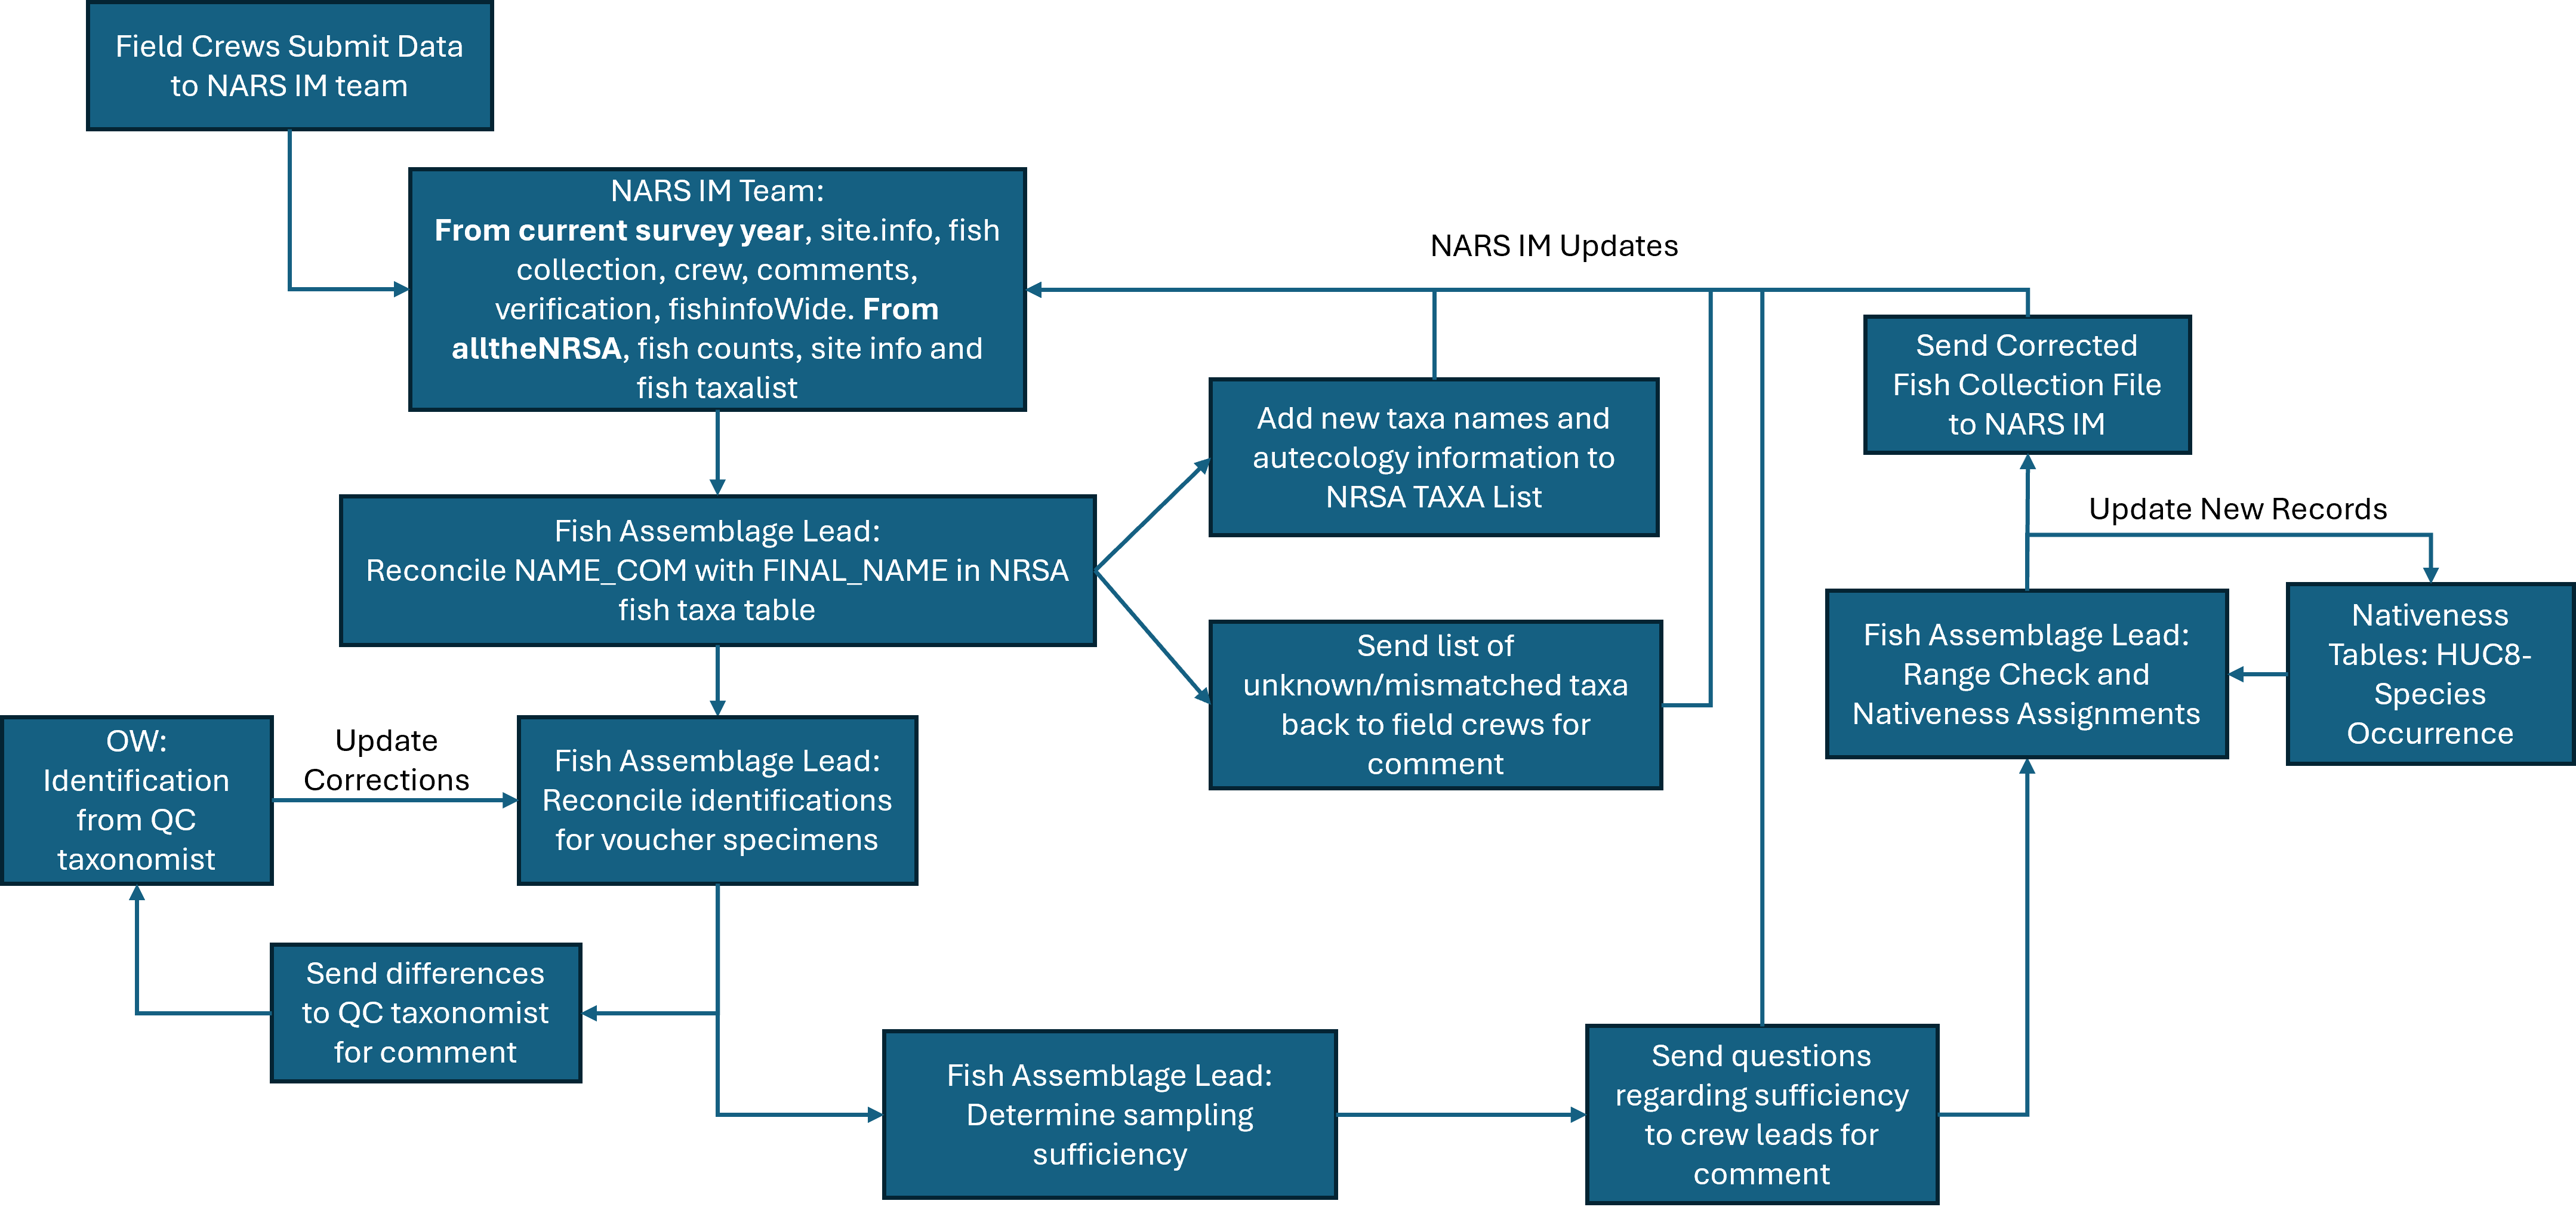 Field Crews Submit Data
to NARS IM team
NARS IM Team:
From current survey year, site.info, fish
collection, crew, comments,
verification, fishinfoWide. From
alltheNRSA, fish counts, site info and
fish taxalist
NARS IM Updates
Send Corrected
Fish Collection File
to NARS IM
Add new taxa names and
autecology information to
NRSA TAXA List
Update New Records
Fish Assemblage Lead:
Reconcile NAME_COM with FINAL_NAME in NRSA
fish taxa table
Send list of
unknown/mismatched taxa
back to field crews for
comment
Fish Assemblage Lead:
Range Check and
Nativeness Assignments
Nativeness
Tables: HUC8-
Species
Occurrence
OW:
Identification
from QC
taxonomist
Update
Corrections
Fish Assemblage Lead:
Reconcile identifications
for voucher specimens
Send differences
to QC taxonomist
for comment
Fish Assemblage Lead:
Determine sampling
sufficiency
Send questions
regarding sufficiency
to crew leads for
comment